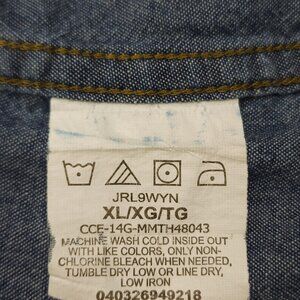 JRL9WYN
XL/XG/TG
CCE-14G-MMTH48043
MACHINE WASH COLD INSIDE OUT
WITH LIKE COLORS, ONLY NON-
CHLORINE BLEACH WHEN NEEDED,
TUMBLE DRY LOW OR LINE DRY,
LOW IRON
040326949218